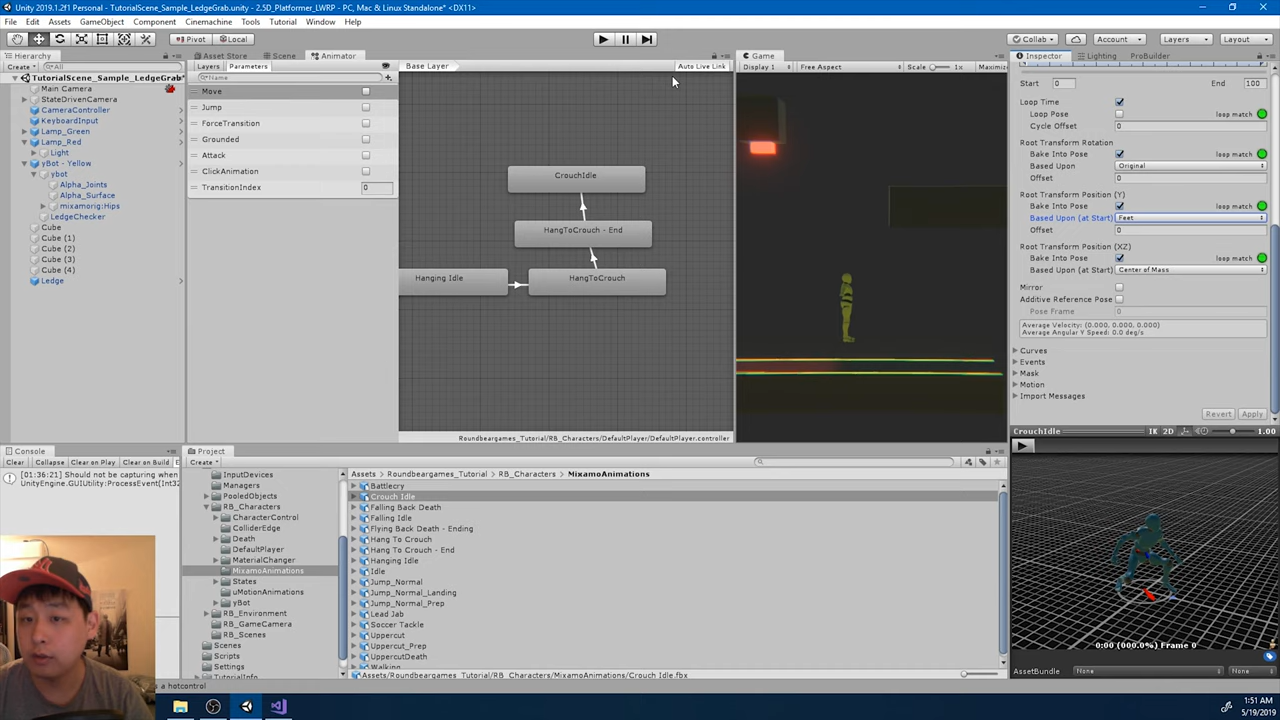 Unity 2019.1.2f1 Personal - TutorialScene_Sample_LedgeGrab.unity - 2.5D_Platformer_LWRP - PC, Mac & Linux Standalone* <DX11>
File Edit Assets GameObject Component Cinemachine Tools Tutorial Window Help
Pivot Local Collab Account Layers Layout
Hierarchy Asset Store Scene Animator Game Inspector Lighting ProBuilder
Create All
Layers Parameters Base Layer Auto Live Link
Display 1 Free Aspect Scale 1x Maximiz
TutorialScene_Sample_LedgeGrab*
Main Camera
StateDrivenCamera
CameraController
KeyboardInput
Lamp_Green
Lamp_Red
Light
yBot - Yellow
ybot
Alpha_Joints
Alpha_Surface
mixamorig:Hips
LedgeChecker
Cube
Cube (1)
Cube (2)
Cube (3)
Cube (4)
Ledge
Name
Move
Jump
ForceTransition
Grounded
Attack
ClickAnimation
TransitionIndex 0
CrouchIdle
HangToCrouch - End
Hanging Idle HangToCrouch
Roundbeargames_Tutorial/RB_Characters/DefaultPlayer/DefaultPlayer.controller
Start 0 End 100
Loop Time
Loop Pose loop match
Cycle Offset 0
Root Transform Rotation
Bake Into Pose loop match
Based Upon Original
Offset 0
Root Transform Position (Y)
Bake Into Pose loop match
Based Upon (at Start) Feet
Offset 0
Root Transform Position (XZ)
Bake Into Pose loop match
Based Upon (at Start) Center of Mass
Mirror
Additive Reference Pose
Pose Frame 0
Average Velocity: (0.000, 0.000, 0.000)
Average Angular Y Speed: 0.0 deg/s
Curves
Events
Mask
Motion
Import Messages
Revert Apply
CrouchIdle IK 2D 1.00
0:00 (000.0%) Frame 0
AssetBundle None None
Console Project
Clear Collapse Clear on Play Clear on Build
Create
[01:36:21] Should not be capturing when
UnityEngine.GUIUtility:ProcessEvent(Int32
InputDevices
Managers
PooledObjects
RB_Characters
CharacterControl
ColliderEdge
Death
DefaultPlayer
MaterialChanger
MixamoAnimations
States
uMotionAnimations
yBot
RB_Environment
RB_GameCamera
RB_Scenes
Scenes
Scripts
Settings
TutorialInfo
Assets Roundbeargames_Tutorial RB_Characters MixamoAnimations
Battlecry
Crouch Idle
Falling Back Death
Falling Idle
Flying Back Death - Ending
Hang To Crouch
Hang To Crouch - End
Hanging Idle
Idle
Jump_Normal
Jump_Normal_Landing
Jump_Normal_Prep
Lead Jab
Soccer Tackle
Uppercut
Uppercut_Prep
UppercutDeath
Walking
Assets/Roundbeargames_Tutorial/RB_Characters/MixamoAnimations/Crouch Idle.fbx
a hotcontrol
1:51 AM
5/19/2019